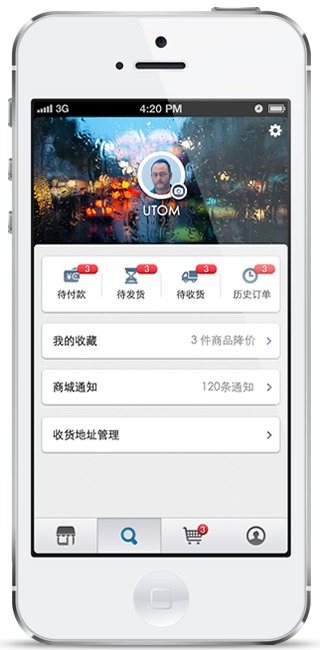 3G 4:20 PM
UTOM
3 3 3 3
待付款 待发货 待收货 历史订单
我的收藏 3 件商品降价
商城通知 120条通知
收货地址管理
3